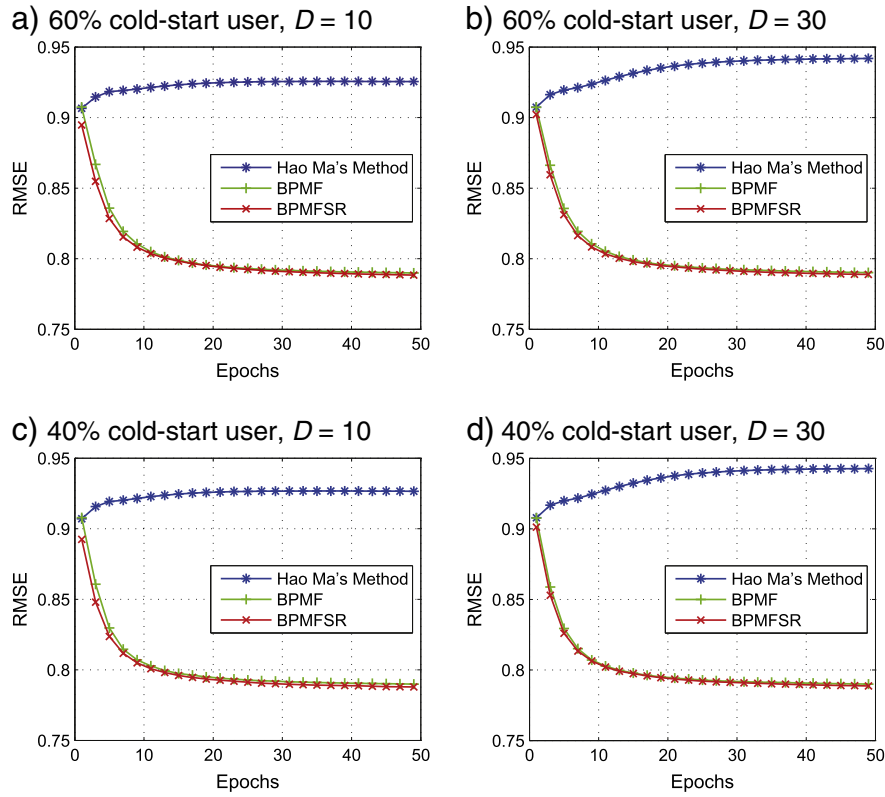 a) 60% cold-start user, D = 10
0.95
0.9
0.85
0.8
0.75
RMSE
0 10 20 30 40 50
Epochs
Hao Ma's Method
BPMF
BPMFSR
b) 60% cold-start user, D = 30
0.95
0.9
0.85
0.8
0.75
RMSE
0 10 20 30 40 50
Epochs
Hao Ma's Method
BPMF
BPMFSR
c) 40% cold-start user, D = 10
0.95
0.9
0.85
0.8
0.75
RMSE
0 10 20 30 40 50
Epochs
Hao Ma's Method
BPMF
BPMFSR
d) 40% cold-start user, D = 30
0.95
0.9
0.85
0.8
0.75
RMSE
0 10 20 30 40 50
Epochs
Hao Ma's Method
BPMF
BPMFSR